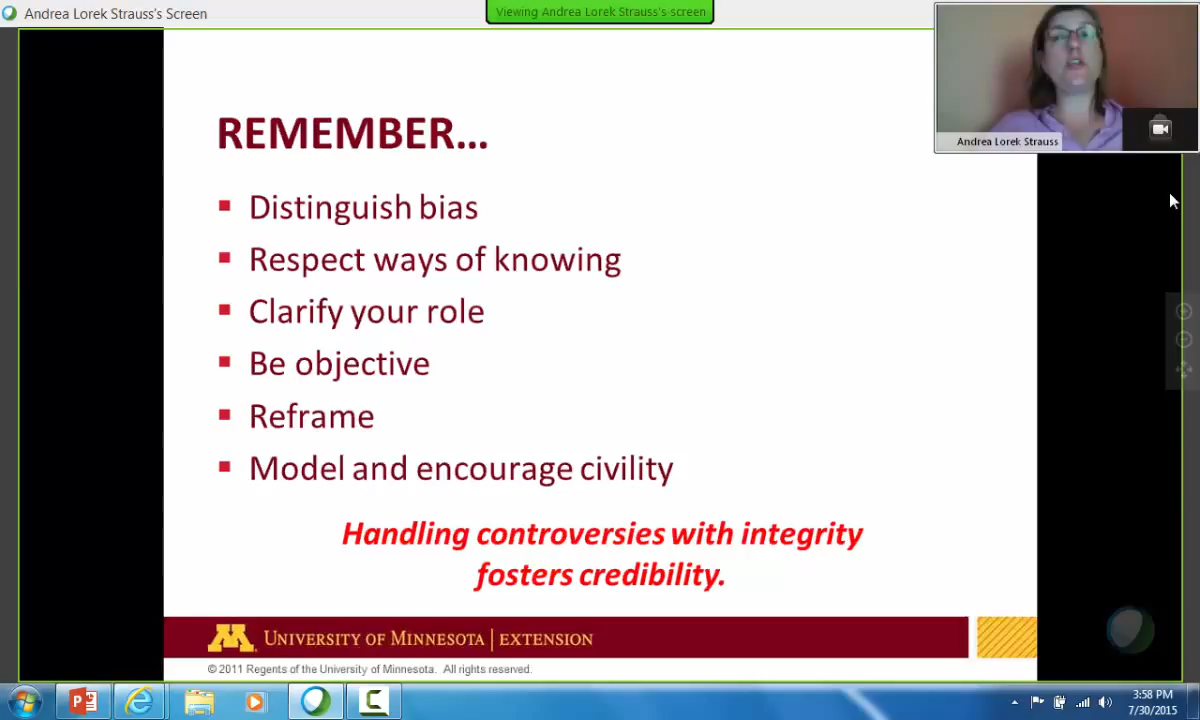 Andrea Lorek Strauss's Screen
Viewing Andrea Lorek Strauss's-screen
Andrea Lorek Strauss
REMEMBER...
Distinguish bias
Respect ways of knowing
Clarify your role
Be objective
Reframe
Model and encourage civility
Handling controversies with integrity
fosters credibility.
M UNIVERSITY OF MINNESOTA | EXTENSION
© 2011 Regents of the University of Minnesota. All rights reserved.
3:58 PM
7/30/2015